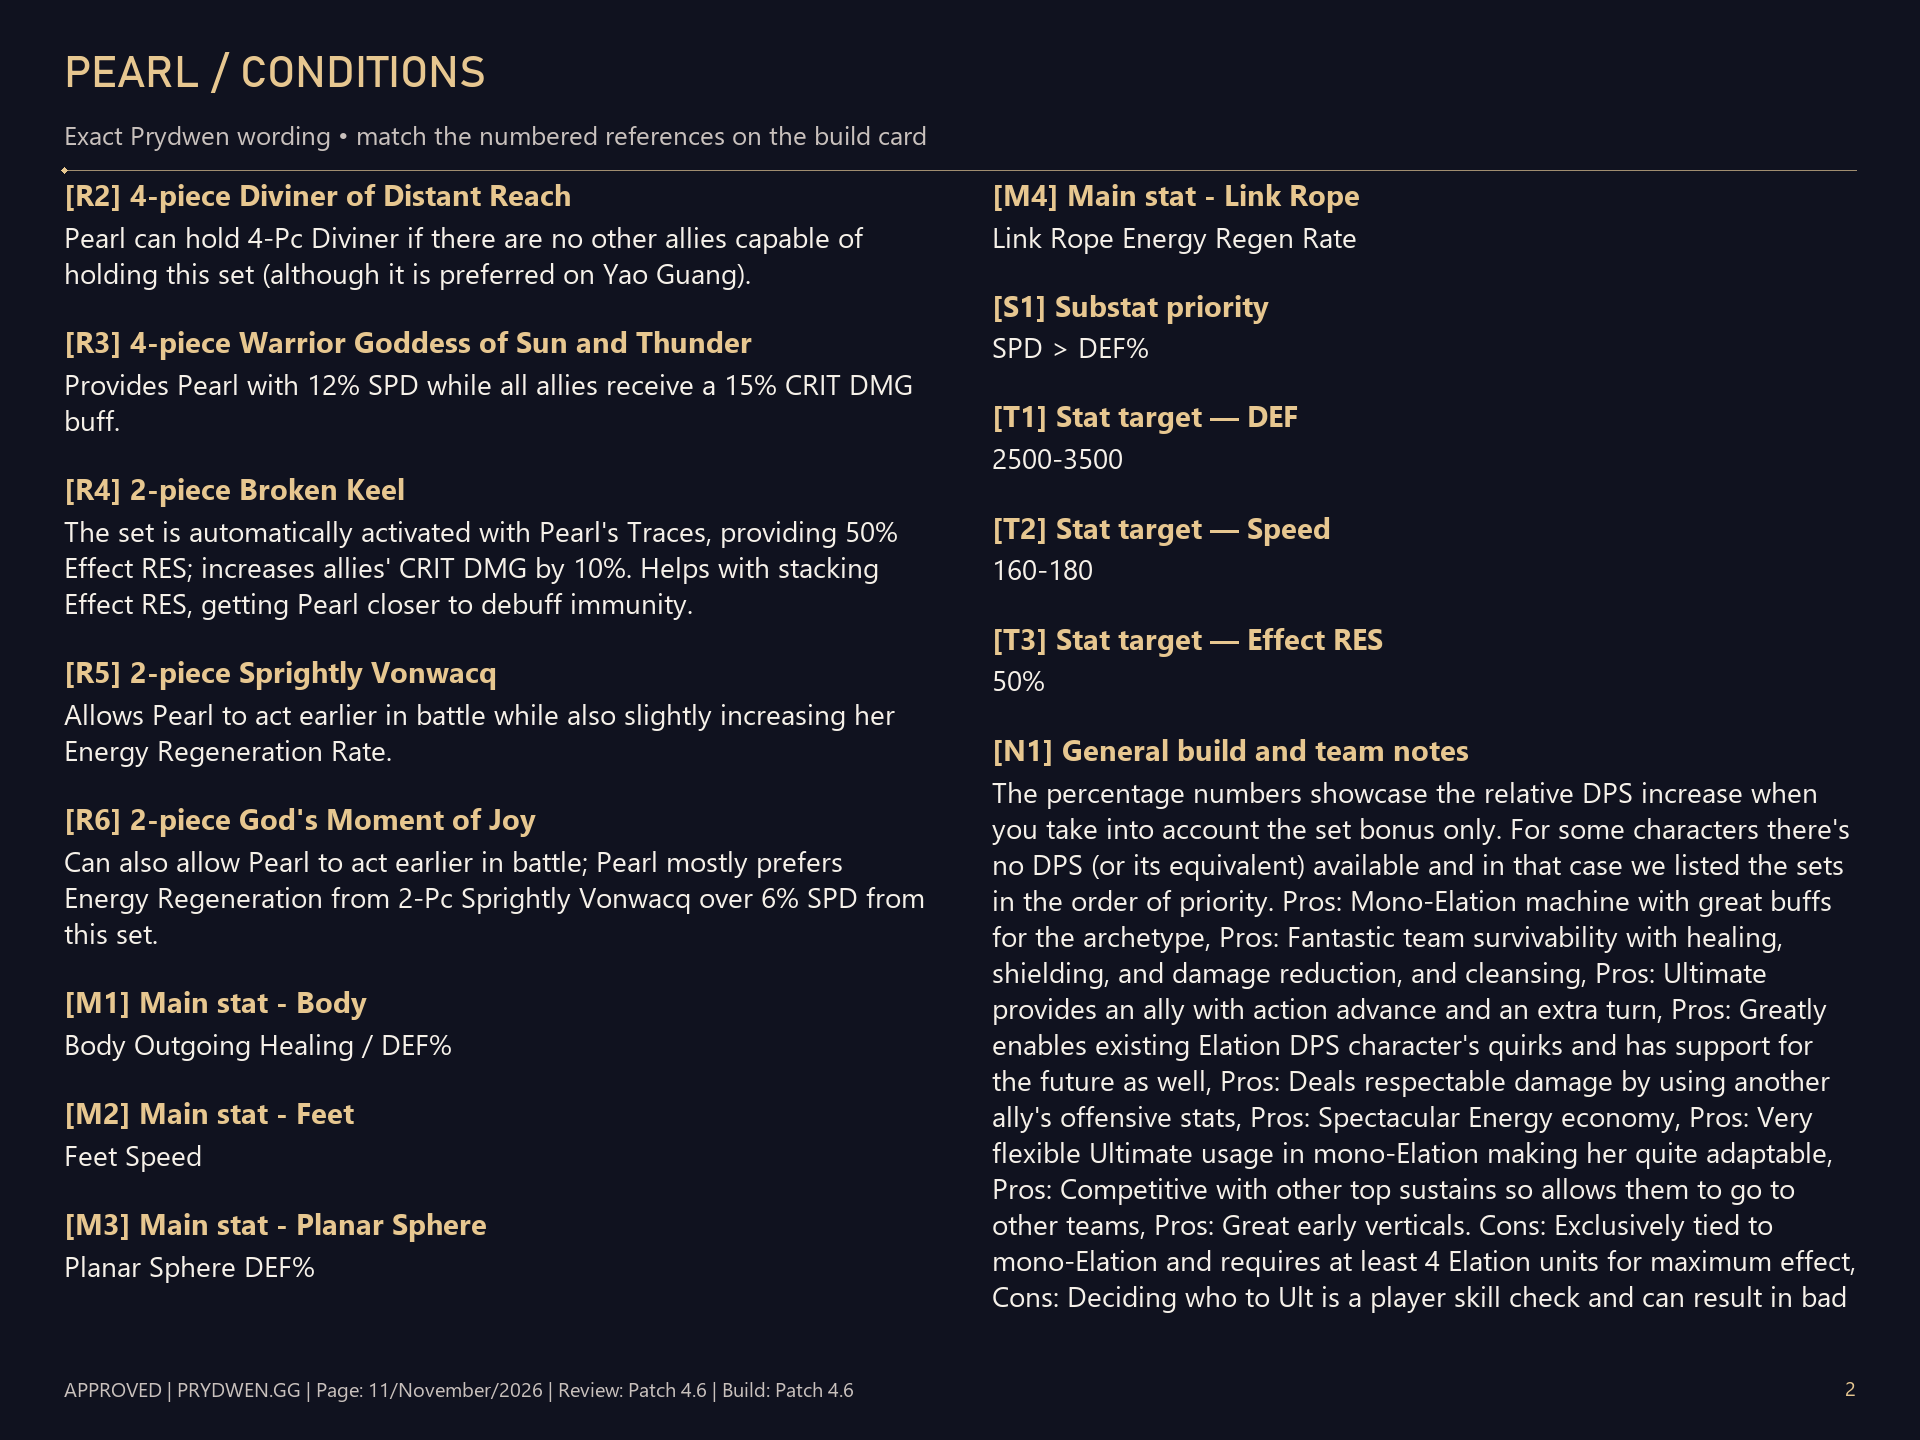 PEARL / CONDITIONS
Exact Prydwen wording • match the numbered references on the build card
[R2] 4-piece Diviner of Distant Reach
Pearl can hold 4-Pc Diviner if there are no other allies capable of
holding this set (although it is preferred on Yao Guang).
[R3] 4-piece Warrior Goddess of Sun and Thunder
Provides Pearl with 12% SPD while all allies receive a 15% CRIT DMG
buff.
[R4] 2-piece Broken Keel
The set is automatically activated with Pearl's Traces, providing 50%
Effect RES; increases allies' CRIT DMG by 10%. Helps with stacking
Effect RES, getting Pearl closer to debuff immunity.
[R5] 2-piece Sprightly Vonwacq
Allows Pearl to act earlier in battle while also slightly increasing her
Energy Regeneration Rate.
[R6] 2-piece God's Moment of Joy
Can also allow Pearl to act earlier in battle; Pearl mostly prefers
Energy Regeneration from 2-Pc Sprightly Vonwacq over 6% SPD from
this set.
[M1] Main stat - Body
Body Outgoing Healing / DEF%
[M2] Main stat - Feet
Feet Speed
[M3] Main stat - Planar Sphere
Planar Sphere DEF%
[M4] Main stat - Link Rope
Link Rope Energy Regen Rate
[S1] Substat priority
SPD > DEF%
[T1] Stat target — DEF
2500-3500
[T2] Stat target — Speed
160-180
[T3] Stat target — Effect RES
50%
[N1] General build and team notes
The percentage numbers showcase the relative DPS increase when
you take into account the set bonus only. For some characters there's
no DPS (or its equivalent) available and in that case we listed the sets
in the order of priority. Pros: Mono-Elation machine with great buffs
for the archetype, Pros: Fantastic team survivability with healing,
shielding, and damage reduction, and cleansing, Pros: Ultimate
provides an ally with action advance and an extra turn, Pros: Greatly
enables existing Elation DPS character's quirks and has support for
the future as well, Pros: Deals respectable damage by using another
ally's offensive stats, Pros: Spectacular Energy economy, Pros: Very
flexible Ultimate usage in mono-Elation making her quite adaptable,
Pros: Competitive with other top sustains so allows them to go to
other teams, Pros: Great early verticals. Cons: Exclusively tied to
mono-Elation and requires at least 4 Elation units for maximum effect,
Cons: Deciding who to Ult is a player skill check and can result in bad
APPROVED | PRYDWEN.GG | Page: 11/November/2026 | Review: Patch 4.6 | Build: Patch 4.6
2